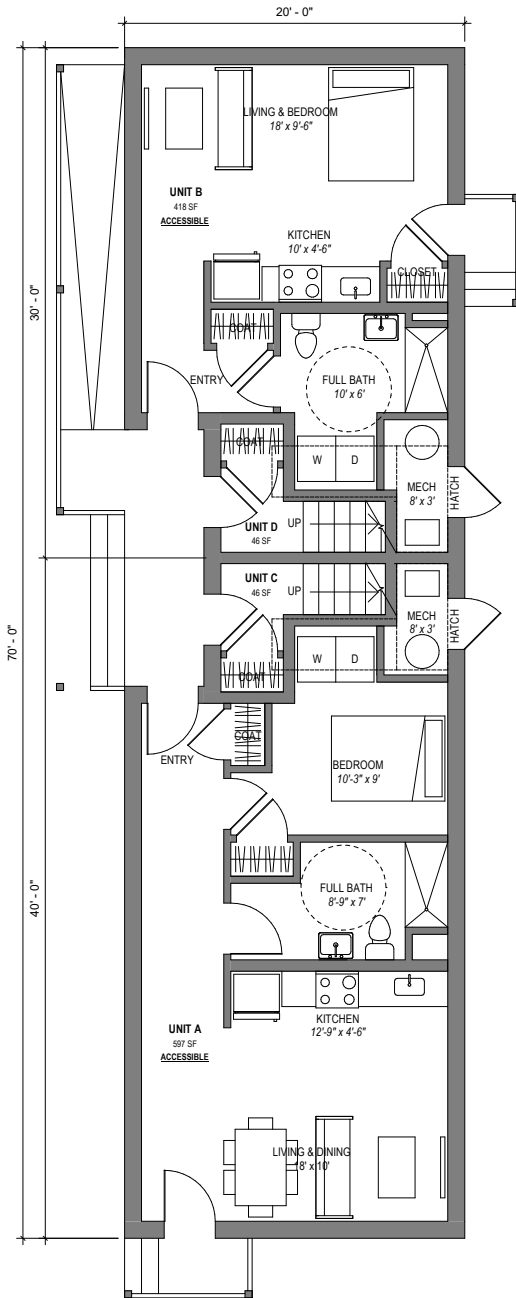 20' - 0"
LIVING & BEDROOM
18' x 9'-6"
UNIT B
418 SF
ACCESSIBLE
KITCHEN
10' x 4'-6"
CLOSET
30' - 0"
COAT
ENTRY
FULL BATH
10' x 6'
COAT
W
D
MECH
8' x 3'
HATCH
UNIT D
46 SF
UP
70' - 0"
UNIT C
46 SF
UP
MECH
8' x 3'
HATCH
W
D
COAT
COAT
ENTRY
BEDROOM
10'-3" x 9'
40' - 0"
FULL BATH
8'-9" x 7'
KITCHEN
12'-9" x 4'-6"
UNIT A
597 SF
ACCESSIBLE
LIVING & DINING
18' x 10'